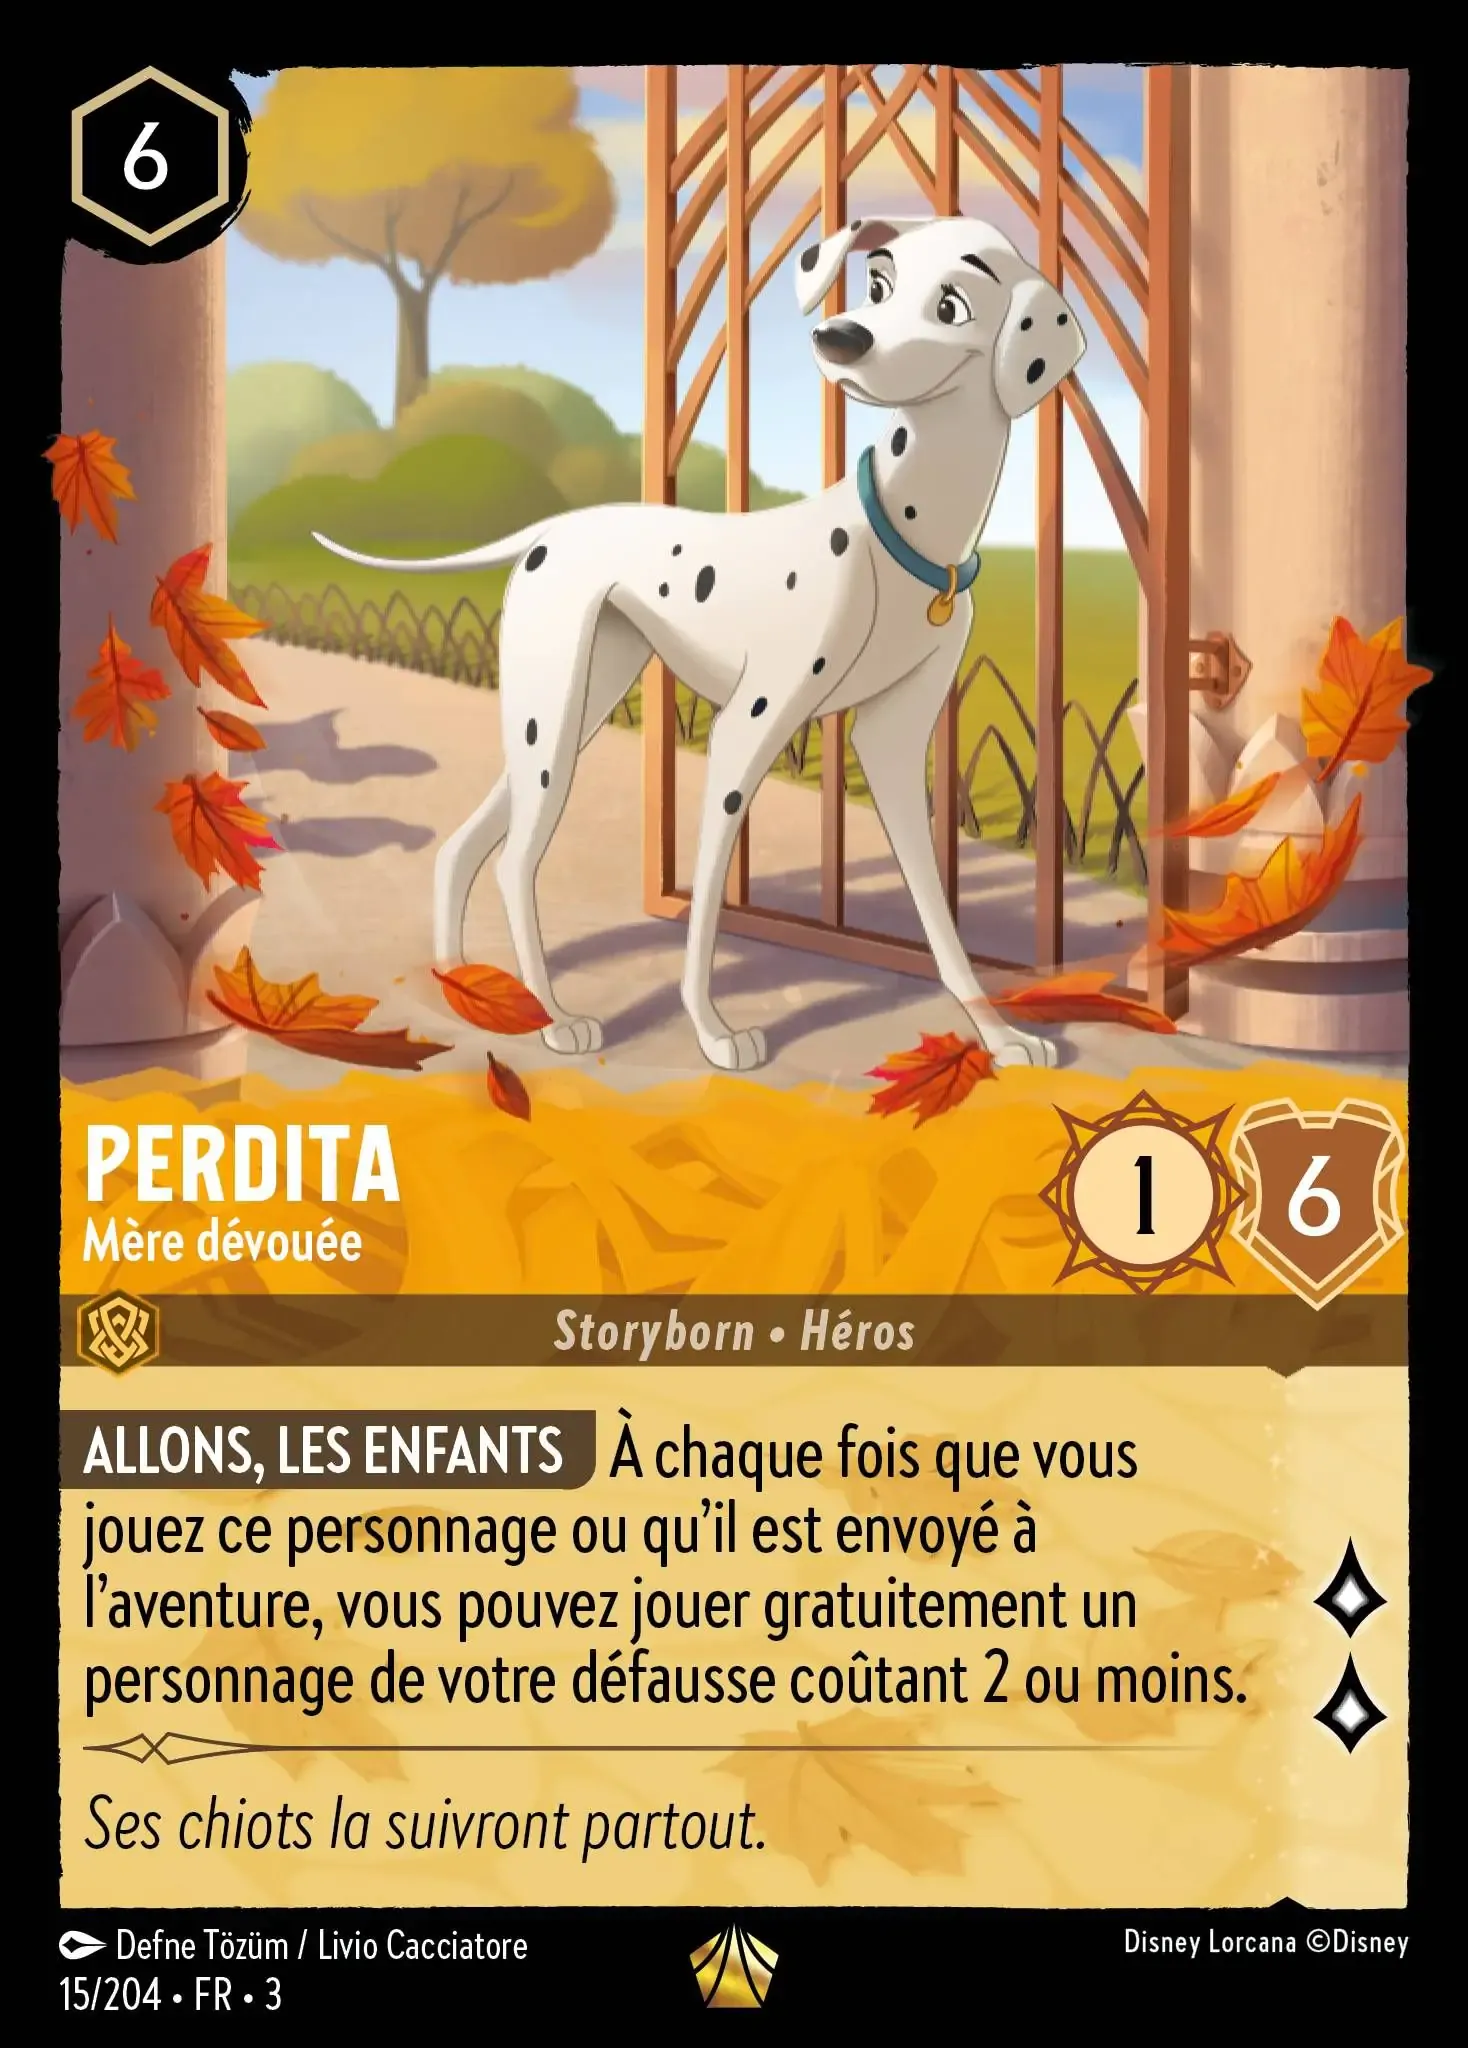 6
PERDITA
Mère dévouée
1
6
Storyborn • Héros
ALLONS, LES ENFANTS À chaque fois que vous
jouez ce personnage ou qu’il est envoyé à
l’aventure, vous pouvez jouer gratuitement un
personnage de votre défausse coûtant 2 ou moins.
Ses chiots la suivront partout.
Defne Tözüm / Livio Cacciatore
Disney Lorcana ©Disney
15/204 • FR • 3